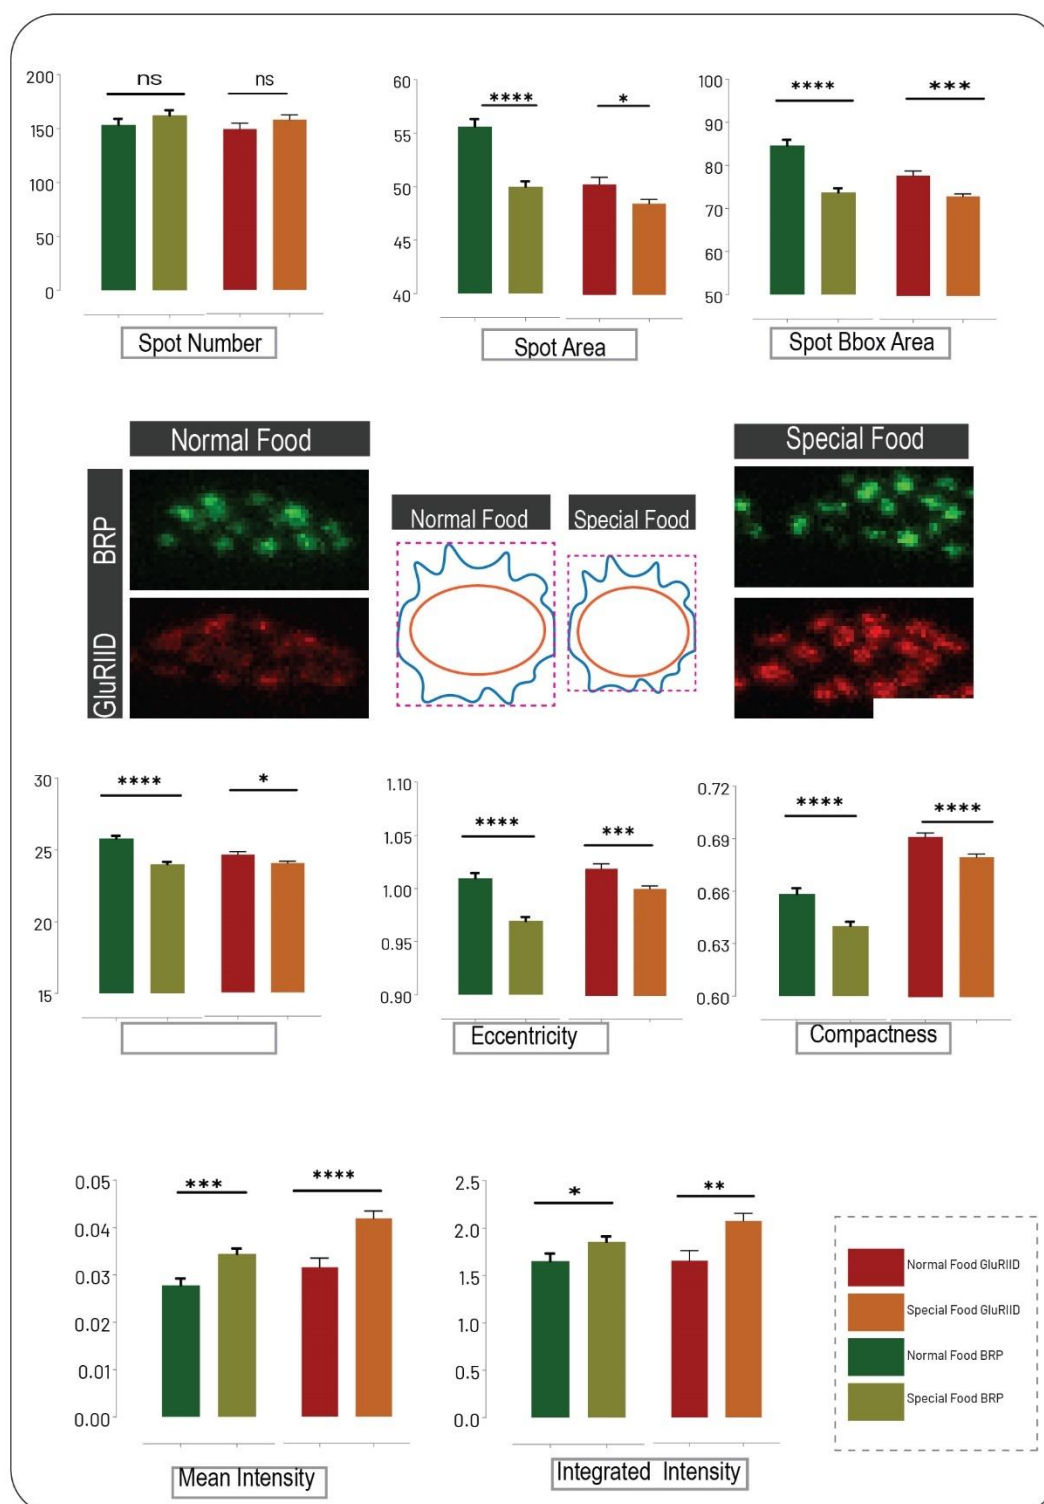 200
150
100
50
0
ns
ns
Spot Number
60
55
50
45
40
****
*
Spot Area
100
90
80
70
60
50
****
***
Spot Bbox Area
Normal Food
BRP
GluRIID
Normal Food
Special Food
Special Food
30
25
20
15
****
*
1.10
1.05
1.00
0.95
0.90
****
***
Eccentricity
0.72
0.69
0.66
0.63
0.60
****
****
Compactness
0.05
0.04
0.03
0.02
0.01
0.00
***
****
Mean Intensity
2.5
2.0
1.5
1.0
0.5
0.0
*
**
Integrated Intensity
Normal Food GluRIID
Special Food GluRIID
Normal Food BRP
Special Food BRP